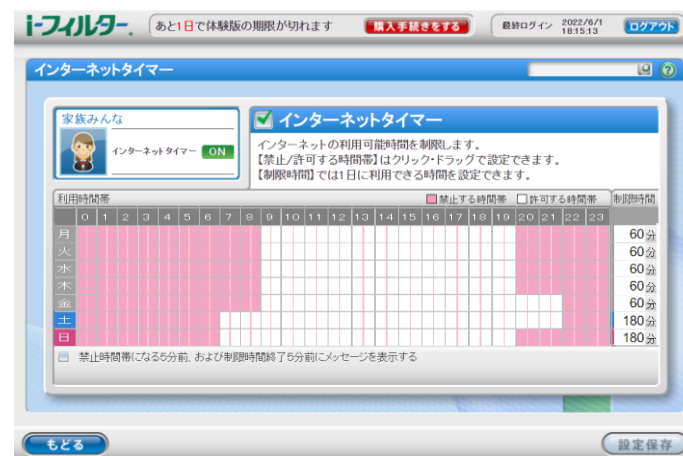 i-フィルター. あと1日で体験版の期限が切れます 購入手続きをする 最終ログイン 2022/6/1 18:15:13 ログアウト
インターネットタイマー
家族みんな
インターネットタイマー ON
インターネットタイマー
インターネットの利用可能時間を制限します。
【禁止/許可する時間帯】はクリック・ドラッグで設定できます。
【制限時間】では1日に利用できる時間を設定できます。
利用時間帯 禁止する時間帯 許可する時間帯 制限時間
0 1 2 3 4 5 6 7 8 9 10 11 12 13 14 15 16 17 18 19 20 21 22 23
月 60分
火 60分
水 60分
木 60分
金 60分
土 180分
日 180分
禁止時間帯になる5分前、および制限時間終了5分前にメッセージを表示する
もどる 設定保存